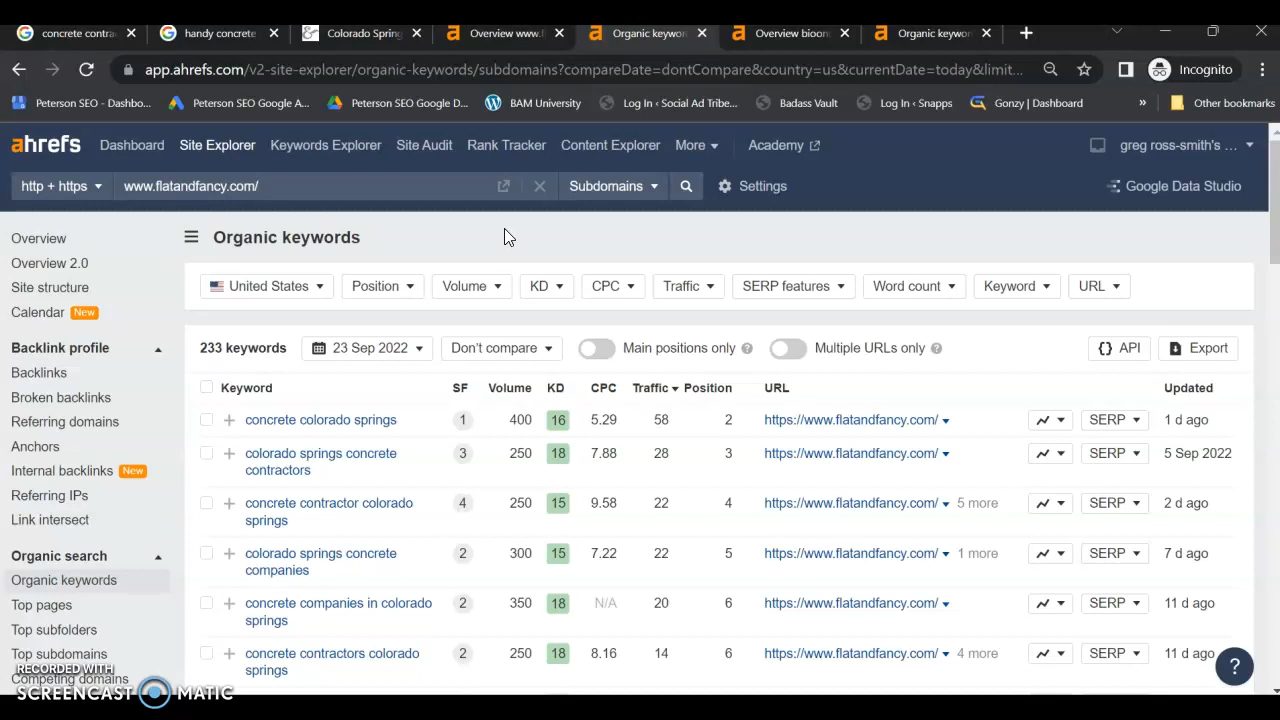 concrete contra
handy concrete
Colorado Spring
Overview www.f
Organic keywor
Overview bioon
Organic keywor
app.ahrefs.com/v2-site-explorer/organic-keywords/subdomains?compareDate=dontCompare&country=us&currentDate=today&limit...
Incognito
Peterson SEO - Dashbo...
Peterson SEO Google A...
Peterson SEO Google D...
BAM University
Log In ‹ Social Ad Tribe...
Badass Vault
Log In ‹ Snapps
Gonzy | Dashboard
»
Other bookmarks
ahrefs
Dashboard
Site Explorer
Keywords Explorer
Site Audit
Rank Tracker
Content Explorer
More
Academy
greg ross-smith's ...
http + https
www.flatandfancy.com/
Subdomains
Settings
Google Data Studio
Overview
Overview 2.0
Site structure
Calendar New
Backlink profile
Backlinks
Broken backlinks
Referring domains
Anchors
Internal backlinks New
Referring IPs
Link intersect
Organic search
Organic keywords
Top pages
Top subfolders
Top subdomains
Competing domains
RECORDED WITH
SCREENCAST MATIC
Organic keywords
United States
Position
Volume
KD
CPC
Traffic
SERP features
Word count
Keyword
URL
233 keywords
23 Sep 2022
Don't compare
Main positions only ?
Multiple URLs only ?
API
Export
Keyword SF Volume KD CPC Traffic Position URL Updated
concrete colorado springs 1 400 16 5.29 58 2 https://www.flatandfancy.com/ SERP 1 d ago
colorado springs concrete 3 250 18 7.88 28 3 https://www.flatandfancy.com/ SERP 5 Sep 2022
contractors
concrete contractor colorado 4 250 15 9.58 22 4 https://www.flatandfancy.com/ 5 more SERP 2 d ago
springs
colorado springs concrete 2 300 15 7.22 22 5 https://www.flatandfancy.com/ 1 more SERP 7 d ago
companies
concrete companies in colorado 2 350 18 N/A 20 6 https://www.flatandfancy.com/ SERP 11 d ago
springs
concrete contractors colorado 2 250 18 8.16 14 6 https://www.flatandfancy.com/ 4 more SERP 11 d ago
springs
?